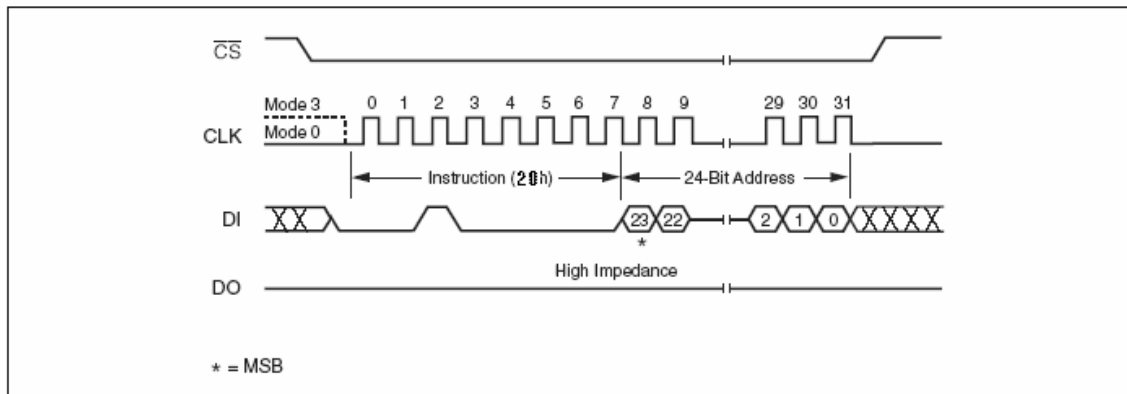 CS
Mode 3 0 1 2 3 4 5 6 7 8 9 29 30 31
CLK Mode 0
Instruction (20h) 24-Bit Address
DI 23 22 2 1 0
*
High Impedance
DO
* = MSB